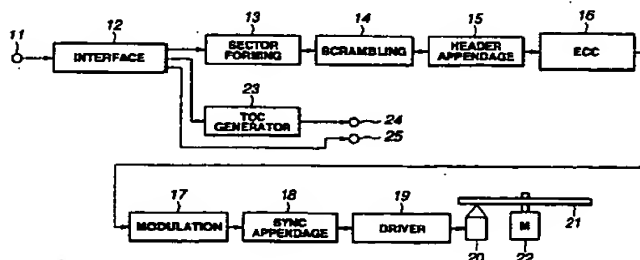 11
12
INTERFACE
13
SECTOR
FORMING
14
SCRAMBLING
15
HEADER
APPENDAGE
16
ECC
23
TOC
GENERATOR
24
25
17
MODULATION
18
SYNC
APPENDAGE
19
DRIVER
20
M
21
22